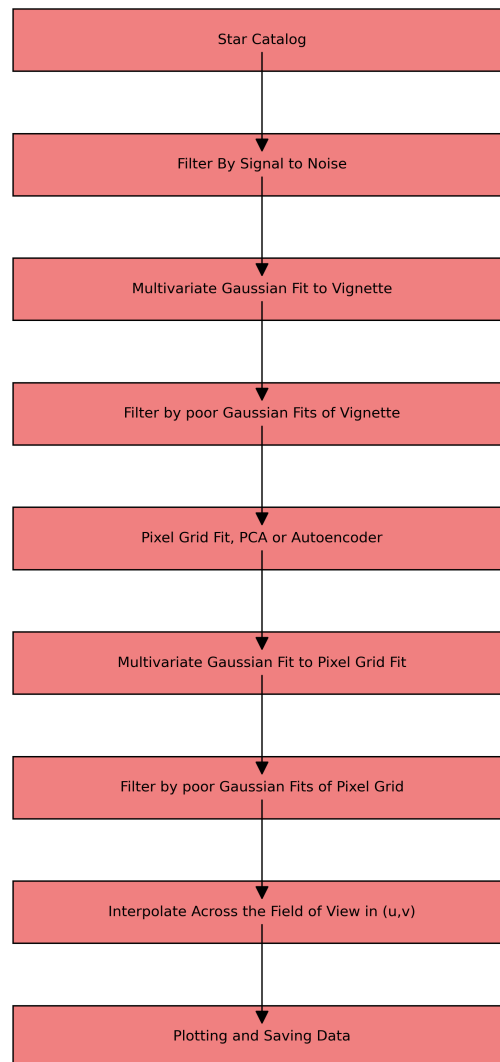 Star Catalog
Filter By Signal to Noise
Multivariate Gaussian Fit to Vignette
Filter by poor Gaussian Fits of Vignette
Pixel Grid Fit, PCA or Autoencoder
Multivariate Gaussian Fit to Pixel Grid Fit
Filter by poor Gaussian Fits of Pixel Grid
Interpolate Across the Field of View in (u,v)
Plotting and Saving Data